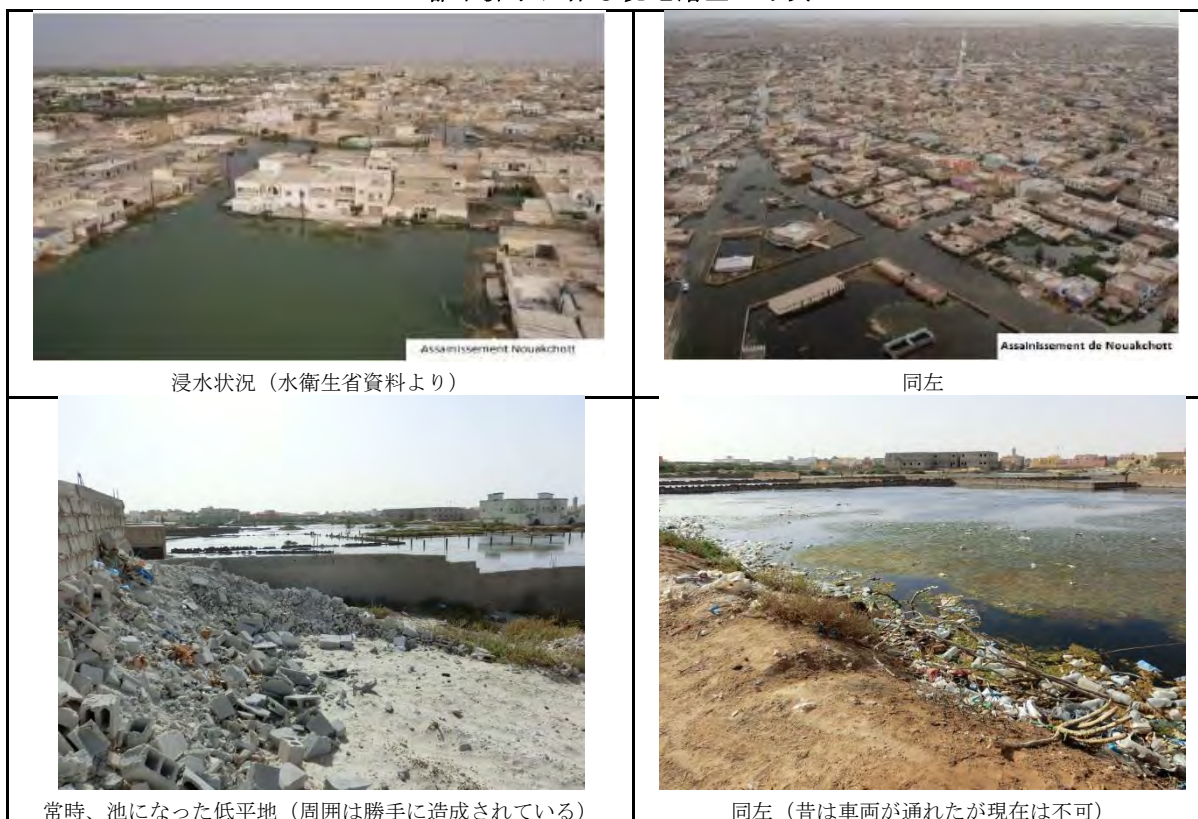 Assainissement Nouakchott
Assainissement de Nouakchott
浸水状況（水衛生省資料より）
同左
常時、池になった低平地（周囲は勝手に造成されている）
同左（昔は車両が通れたが現在は不可）